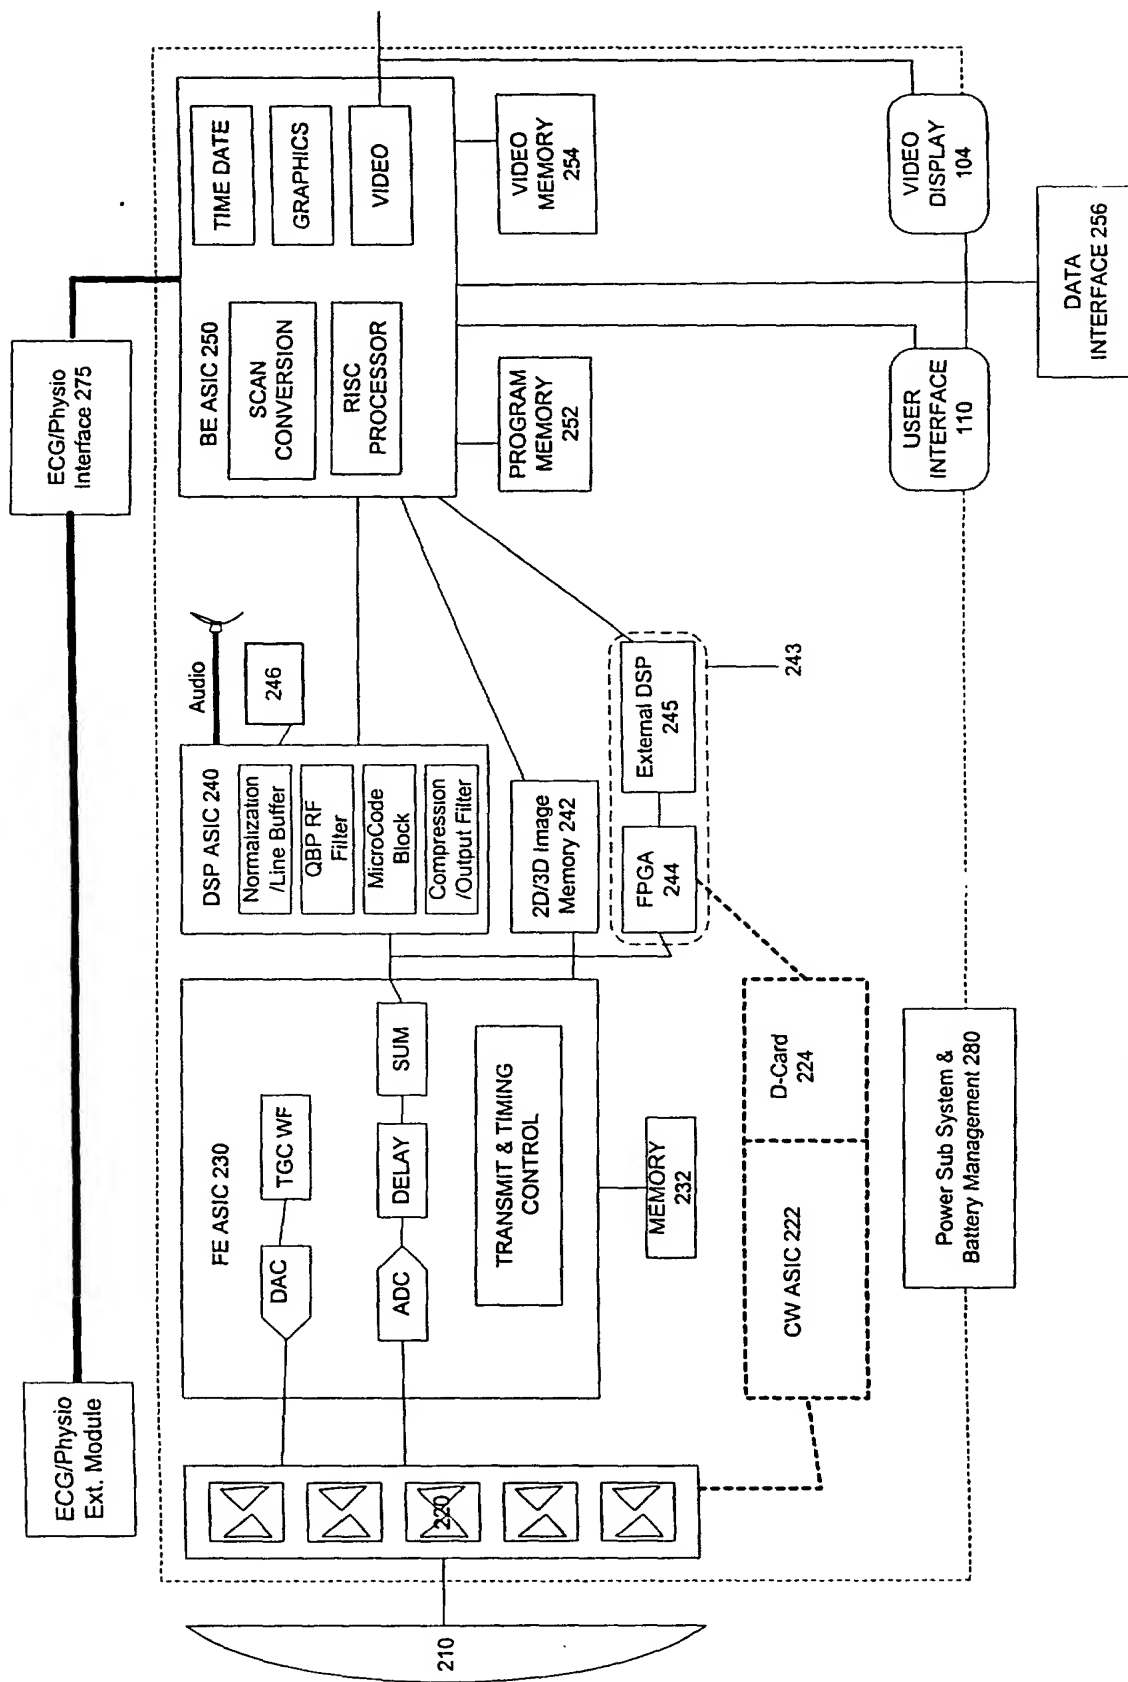 ECG/Physio
Ext. Module
ECG/Physio
Interface 275
210
220
FE ASIC 230
DAC
TGC WF
ADC
DELAY
SUM
TRANSMIT & TIMING
CONTROL
MEMORY
232
CW ASIC 222
D-Card
224
DSP ASIC 240
Normalization
/Line Buffer
QBP RF
Filter
MicroCode
Block
Compression
/Output Filter
Audio
246
2D/3D Image
Memory 242
FPGA
244
External DSP
245
243
BE ASIC 250
SCAN
CONVERSION
RISC
PROCESSOR
TIME DATE
GRAPHICS
VIDEO
PROGRAM
MEMORY
252
VIDEO
MEMORY
254
Power Sub System &
Battery Management 280
USER
INTERFACE
110
VIDEO
DISPLAY
104
DATA
INTERFACE 256